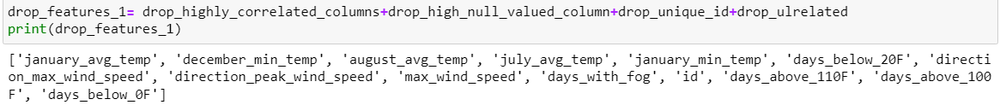 drop_features_1= drop_highly_correlated_columns+drop_high_null_valued_column+drop_unique_id+drop_ulrelated
print(drop_features_1)
['january_avg_temp', 'december_min_temp', 'august_avg_temp', 'july_avg_temp', 'january_min_temp', 'days_below_20F', 'directi
on_max_wind_speed', 'direction_peak_wind_speed', 'max_wind_speed', 'days_with_fog', 'id', 'days_above_110F', 'days_above_100
F', 'days_below_0F']